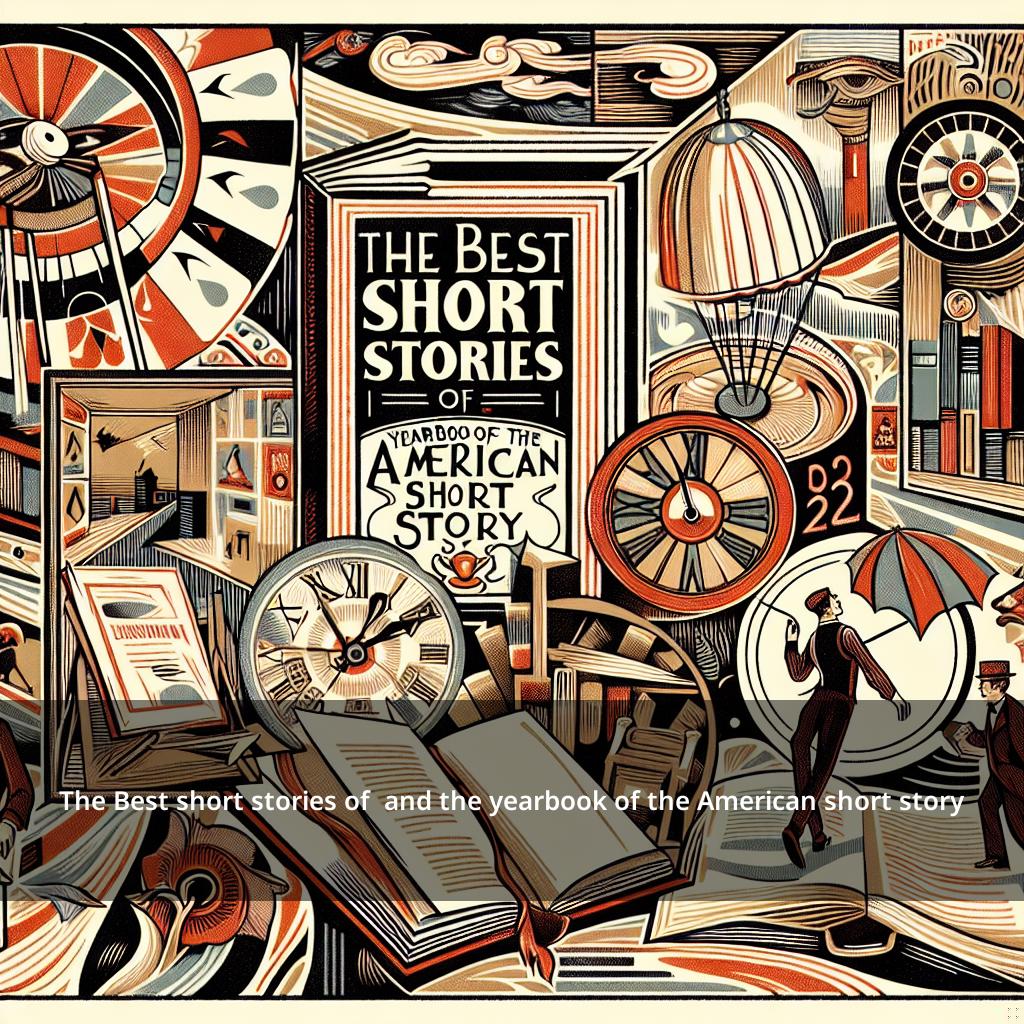 THE BEST
SHORT
STORIES
OF
YEARBOO OF THE
AMERICAN
SHORT
STORY
D2
22
The Best short stories of  and the yearbook of the American short story